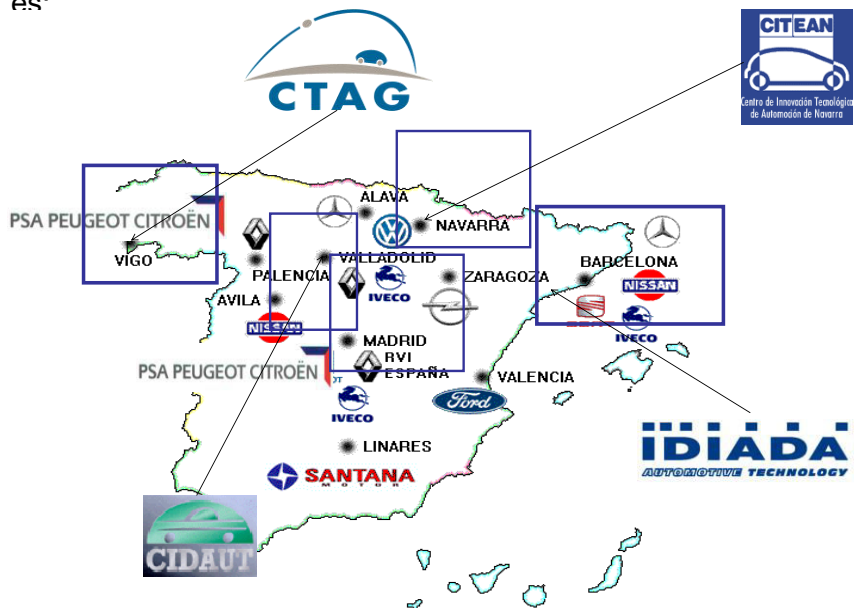 es:
CTAG
CITEAN
Centro de Innovación Tecnológica
de Automoción de Navarra
ALAVA
PSA PEUGEOT CITROËN
NAVARRA
VIGO
PALENCIA
VALLADOLID
BARCELONA
ZARAGOZA
NISSAN
IVECO
AVILA
NISSAN
IVECO
MADRID
RVI
ESPAÑA
PSA PEUGEOT CITROËN
VALENCIA
Ford
IVECO
LINARES
IDIADA
AUTOMOTIVE TECHNOLOGY
SANTANA
MOTOR
CIDAUT